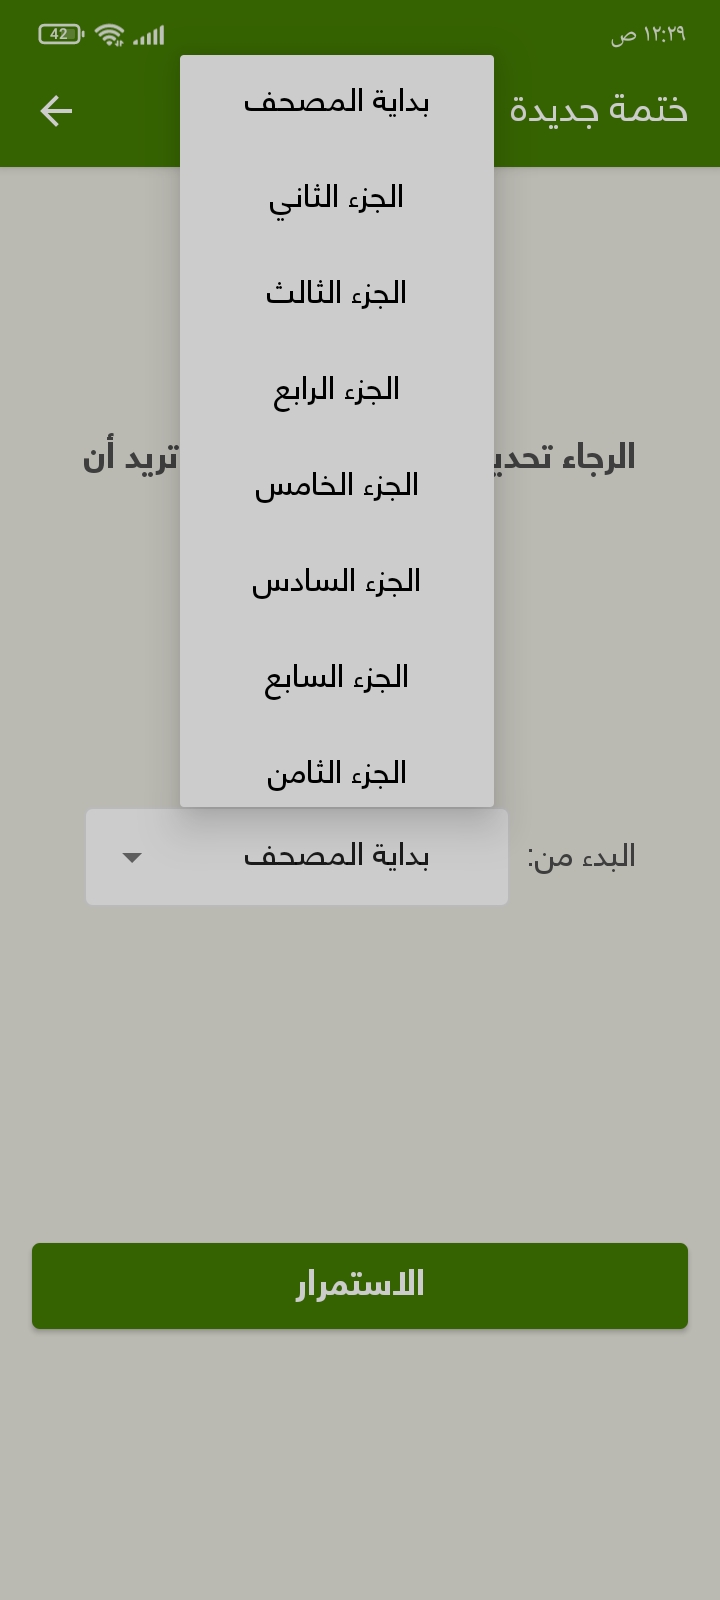 ١٢:٢٩ ص
42
ختمة جديدة
بداية المصحف
الجزء الثاني
الجزء الثالث
الجزء الرابع
الرجاء تريد أن
الجزء الخامس
الجزء السادس
الجزء السابع
الجزء الثامن
البدء من:
بداية المصحف
الاستمرار